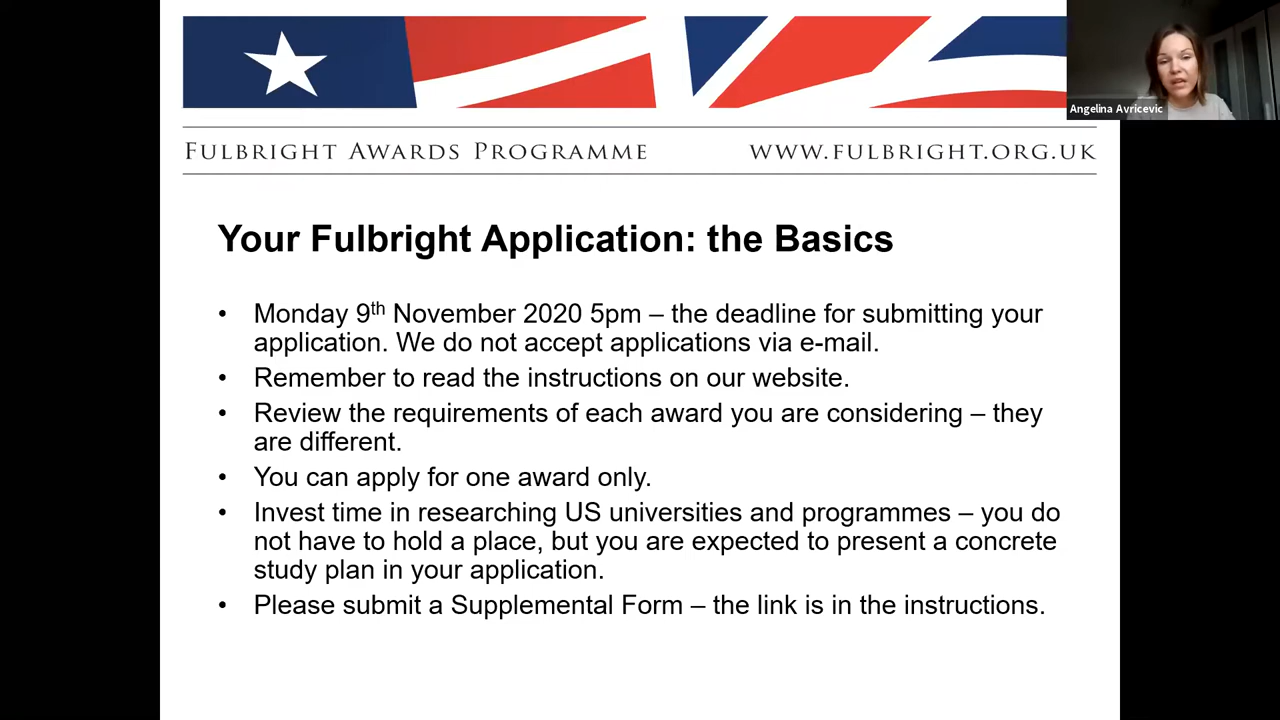 Angelina Avricevic
FULBRIGHT AWARDS PROGRAMME
WWW.FULBRIGHT.ORG.UK
Your Fulbright Application: the Basics
• Monday 9th November 2020 5pm – the deadline for submitting your
application. We do not accept applications via e-mail.
• Remember to read the instructions on our website.
• Review the requirements of each award you are considering – they
are different.
• You can apply for one award only.
• Invest time in researching US universities and programmes – you do
not have to hold a place, but you are expected to present a concrete
study plan in your application.
• Please submit a Supplemental Form – the link is in the instructions.